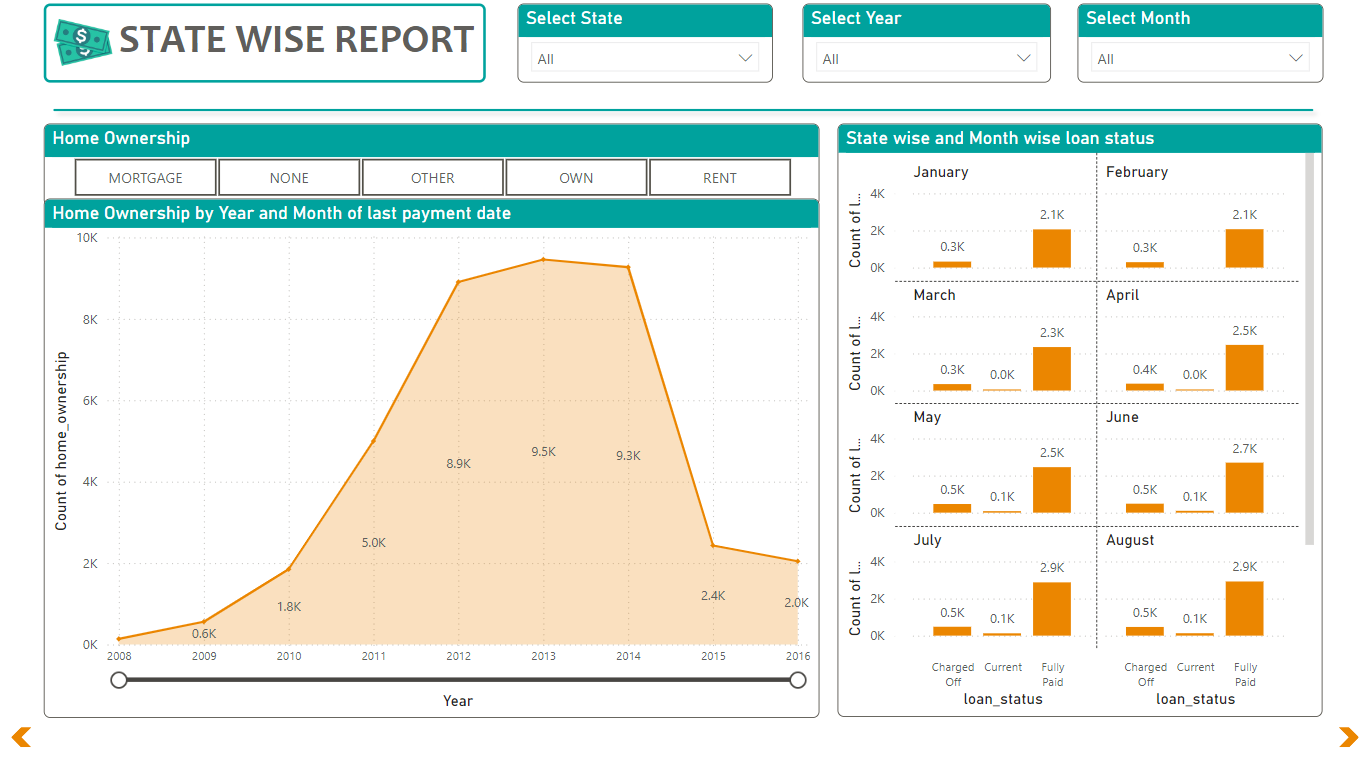 STATE WISE REPORT
Select State
All
Select Year
All
Select Month
All
Home Ownership
MORTGAGE NONE OTHER OWN RENT
Home Ownership by Year and Month of last payment date
Count of home_ownership
10K
8K
6K
4K
2K
0K
0.6K
1.8K
5.0K
8.9K
9.5K
9.3K
2.4K
2.0K
2008 2009 2010 2011 2012 2013 2014 2015 2016
Year
State wise and Month wise loan status
January February
Count of l...
4K
2K
0K
0.3K 2.1K 0.3K 2.1K
March April
Count of l...
4K
2K
0K
0.3K 0.0K 2.3K 0.4K 0.0K 2.5K
May June
Count of l...
4K
2K
0K
0.5K 0.1K 2.5K 0.5K 0.1K 2.7K
July August
Count of l...
4K
2K
0K
0.5K 0.1K 2.9K 0.5K 0.1K 2.9K
Charged Current Fully Charged Current Fully
Off Paid Off Paid
loan_status loan_status